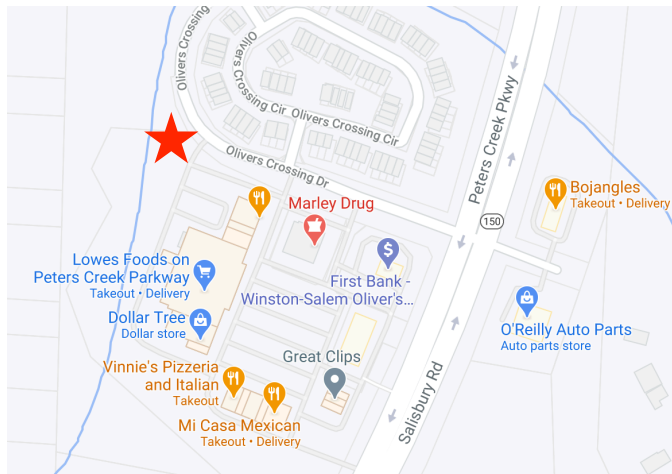 Olivers Crossing
Olivers Crossing Cir
Olivers Crossing Cir
Olivers Crossing Dr
Peters Creek Pkwy
150
Bojangles
Takeout • Delivery
Marley Drug
Lowes Foods on
Peters Creek Parkway
Takeout • Delivery
First Bank -
Winston-Salem Oliver's...
Dollar Tree
Dollar store
O'Reilly Auto Parts
Auto parts store
Great Clips
Vinnie's Pizzeria
and Italian
Takeout
Mi Casa Mexican
Takeout • Delivery
Salisbury Rd